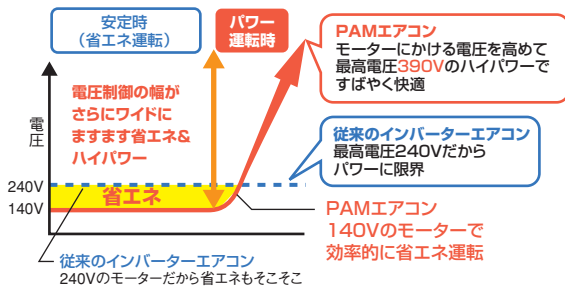 安定時
（省エネ運転）
パワー
運転時
PAMエアコン
モーターにかける電圧を高めて
最高電圧390Vのハイパワーで
すばやく快適
電圧制御の幅が
さらにワイドに
ますます省エネ&
ハイパワー
電圧
従来のインバーターエアコン
最高電圧240Vだから
パワーに限界
240V
140V
省エネ
PAMエアコン
140Vのモーターで
効率的に省エネ運転
従来のインバーターエアコン
240Vのモーターだから省エネもそこそこ